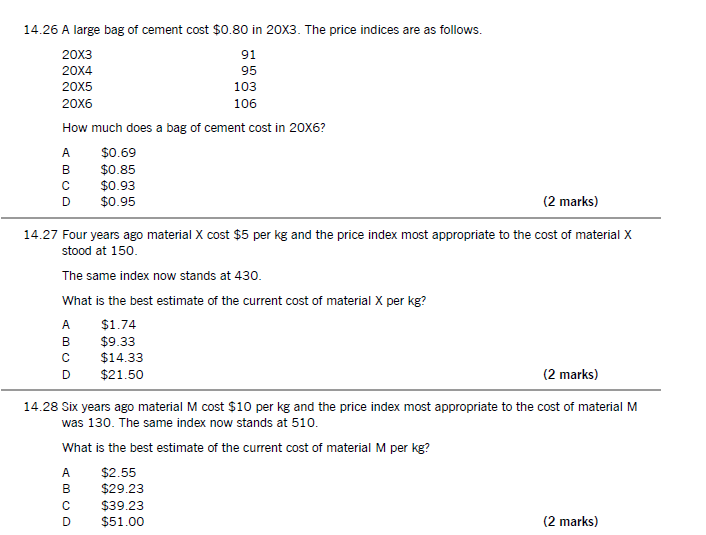 14.26 A large bag of cement cost $0.80 in 20X3. The price indices are as follows.
20X3 91
20X4 95
20X5 103
20X6 106
How much does a bag of cement cost in 20X6?
A $0.69
B $0.85
C $0.93
D $0.95 (2 marks)
14.27 Four years ago material X cost $5 per kg and the price index most appropriate to the cost of material X
stood at 150.
The same index now stands at 430.
What is the best estimate of the current cost of material X per kg?
A $1.74
B $9.33
C $14.33
D $21.50 (2 marks)
14.28 Six years ago material M cost $10 per kg and the price index most appropriate to the cost of material M
was 130. The same index now stands at 510.
What is the best estimate of the current cost of material M per kg?
A $2.55
B $29.23
C $39.23
D $51.00 (2 marks)